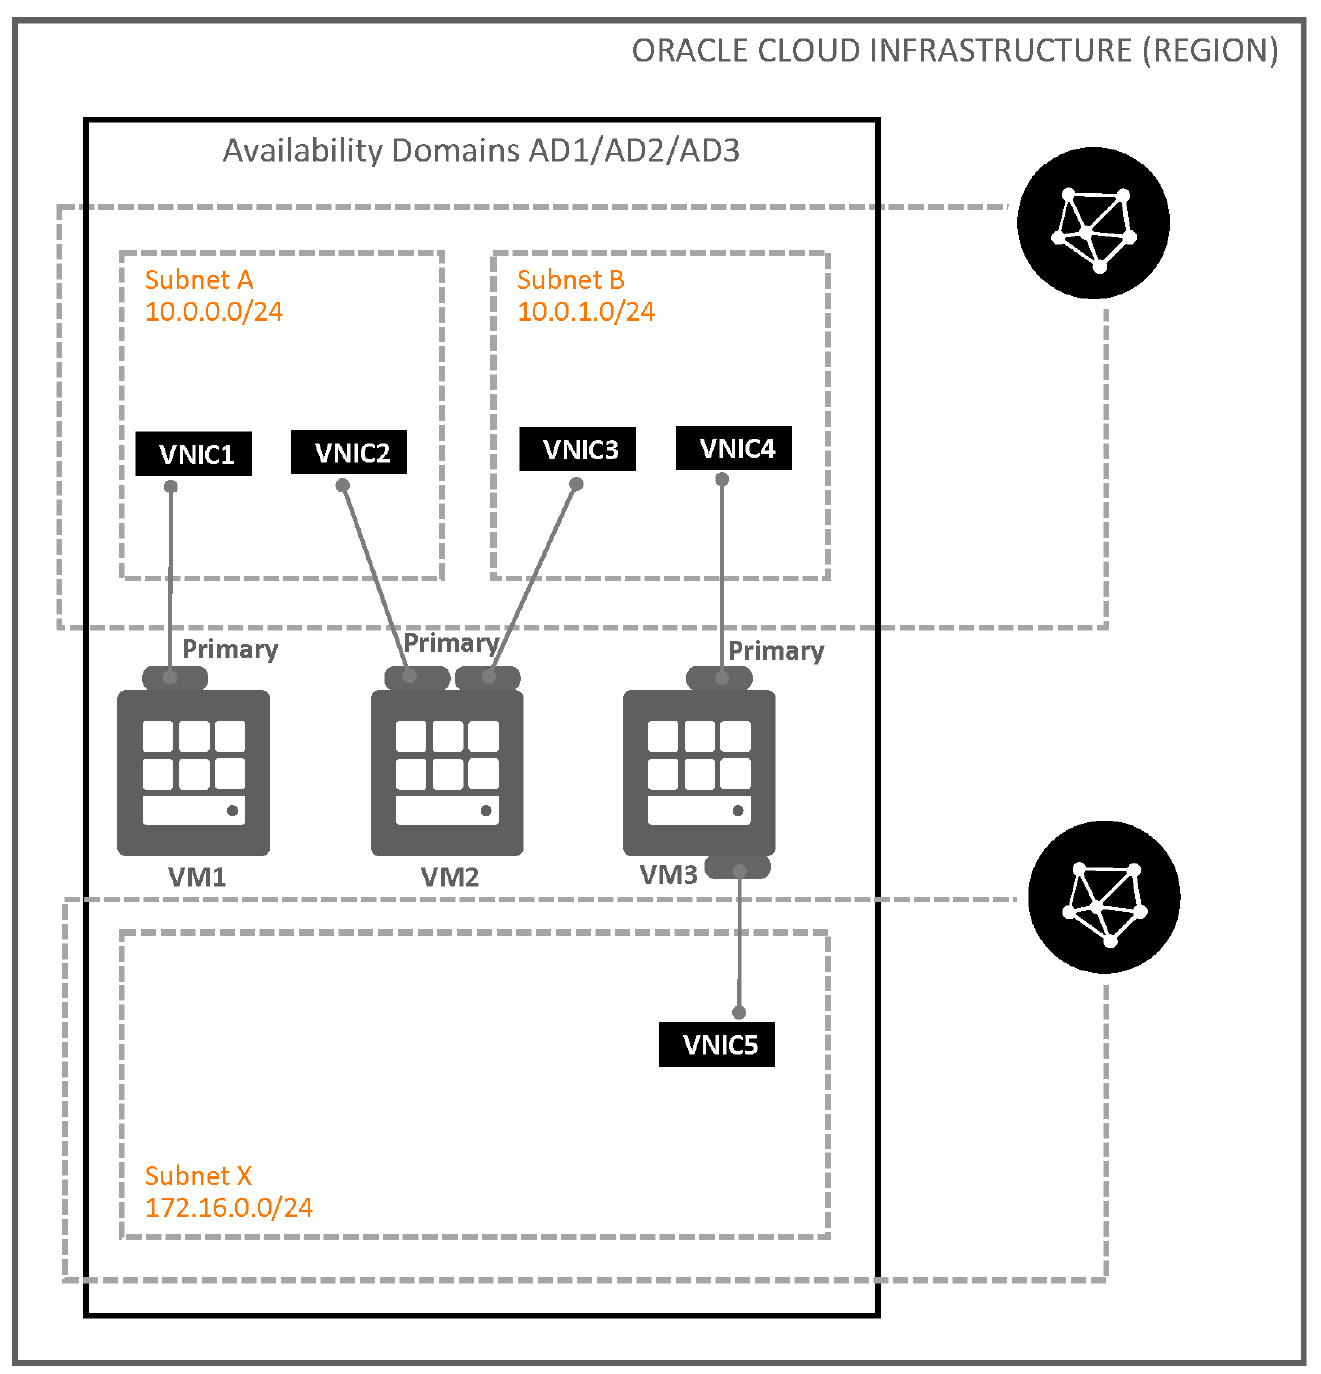 ORACLE CLOUD INFRASTRUCTURE (REGION)
Availability Domains AD1/AD2/AD3
Subnet A
10.0.0.0/24
Subnet B
10.0.1.0/24
VNIC1
VNIC2
VNIC3
VNIC4
Primary
Primary
Primary
VM1
VM2
VM3
VNIC5
Subnet X
172.16.0.0/24